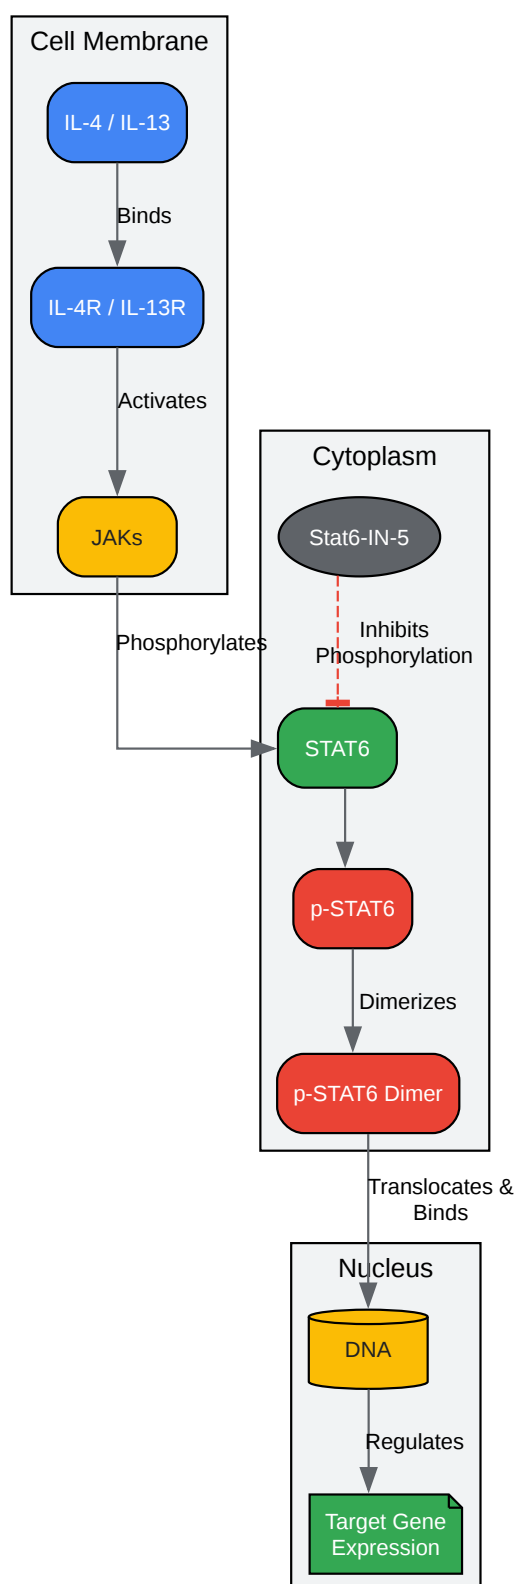 Cell Membrane
IL-4 / IL-13
Binds
IL-4R / IL-13R
Activates
JAKs
Phosphorylates
Cytoplasm
Stat6-IN-5
Inhibits
Phosphorylation
STAT6
p-STAT6
Dimerizes
p-STAT6 Dimer
Translocates &
Binds
Nucleus
DNA
Regulates
Target Gene
Expression